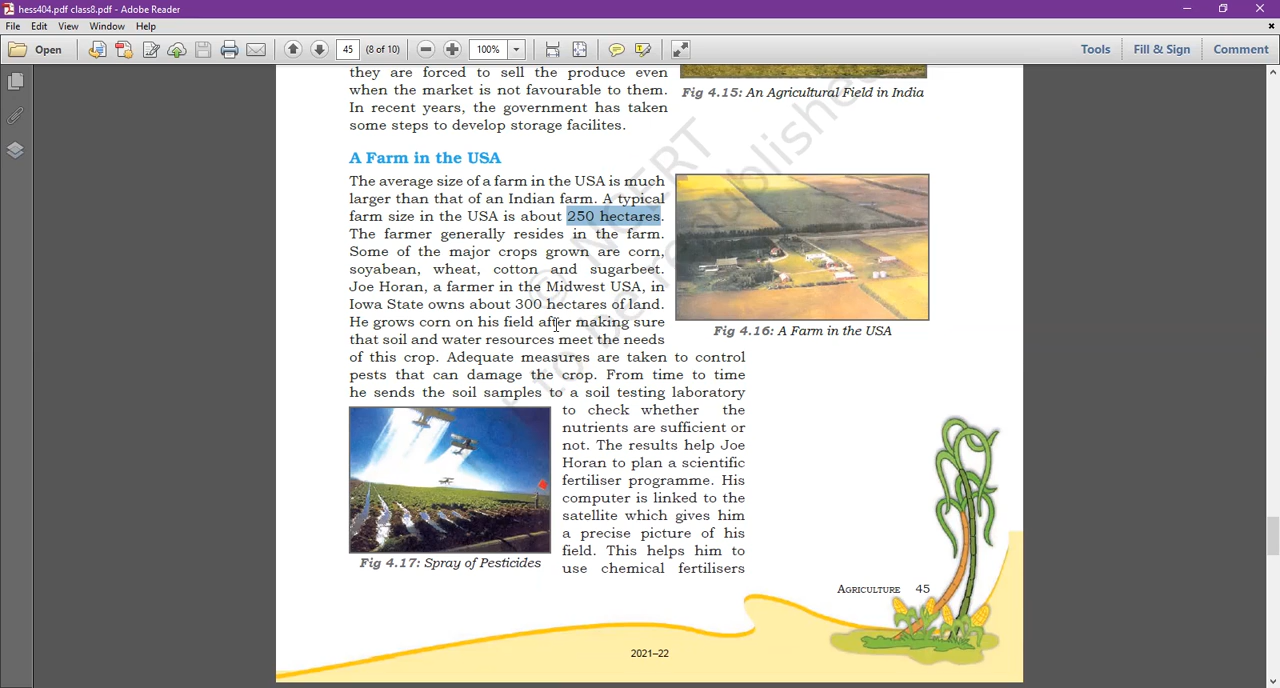 hess404.pdf class8.pdf - Adobe Reader
File Edit View Window Help
Open 45 (8 of 10) 100% Tools Fill & Sign Comment
they are forced to sell the produce even
when the market is not favourable to them.
In recent years, the government has taken
some steps to develop storage facilites.
Fig 4.15: An Agricultural Field in India
A Farm in the USA
The average size of a farm in the USA is much
larger than that of an Indian farm. A typical
farm size in the USA is about 250 hectares.
The farmer generally resides in the farm.
Some of the major crops grown are corn,
soyabean, wheat, cotton and sugarbeet.
Joe Horan, a farmer in the Midwest USA, in
Iowa State owns about 300 hectares of land.
He grows corn on his field after making sure
that soil and water resources meet the needs
of this crop. Adequate measures are taken to control
pests that can damage the crop. From time to time
he sends the soil samples to a soil testing laboratory
to check whether the
nutrients are sufficient or
not. The results help Joe
Horan to plan a scientific
fertiliser programme. His
computer is linked to the
satellite which gives him
a precise picture of his
field. This helps him to
use chemical fertilisers
Fig 4.16: A Farm in the USA
Fig 4.17: Spray of Pesticides
© NCERT
to be republished
AGRICULTURE 45
2021–22